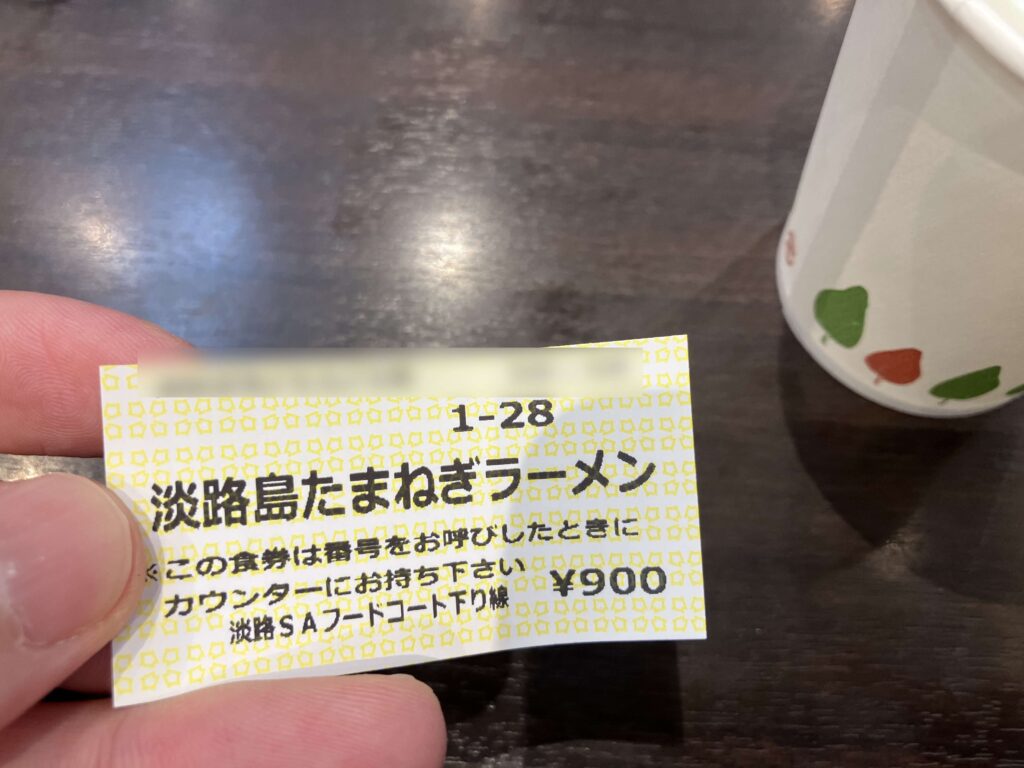 1-28
淡路島たまねぎラーメン
※この食券は番号をお呼びしたときに
カウンターにお持ち下さい ¥900
淡路SAフードコート下り線